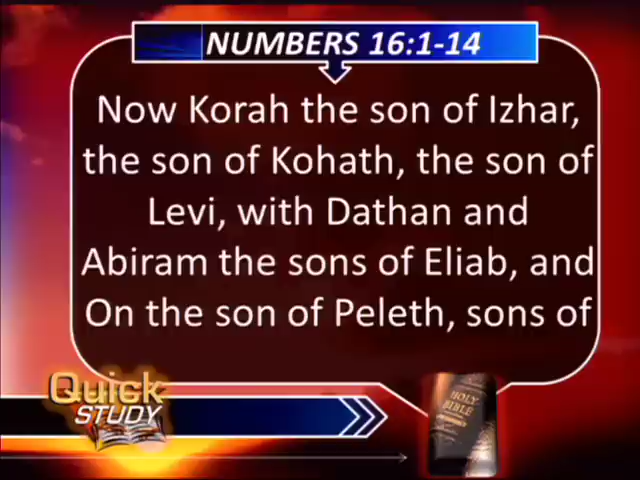 NUMBERS 16:1-14
Now Korah the son of Izhar,
the son of Kohath, the son of
Levi, with Dathan and
Abiram the sons of Eliab, and
On the son of Peleth, sons of
Quick
STUDY
HOLY
BIBLE